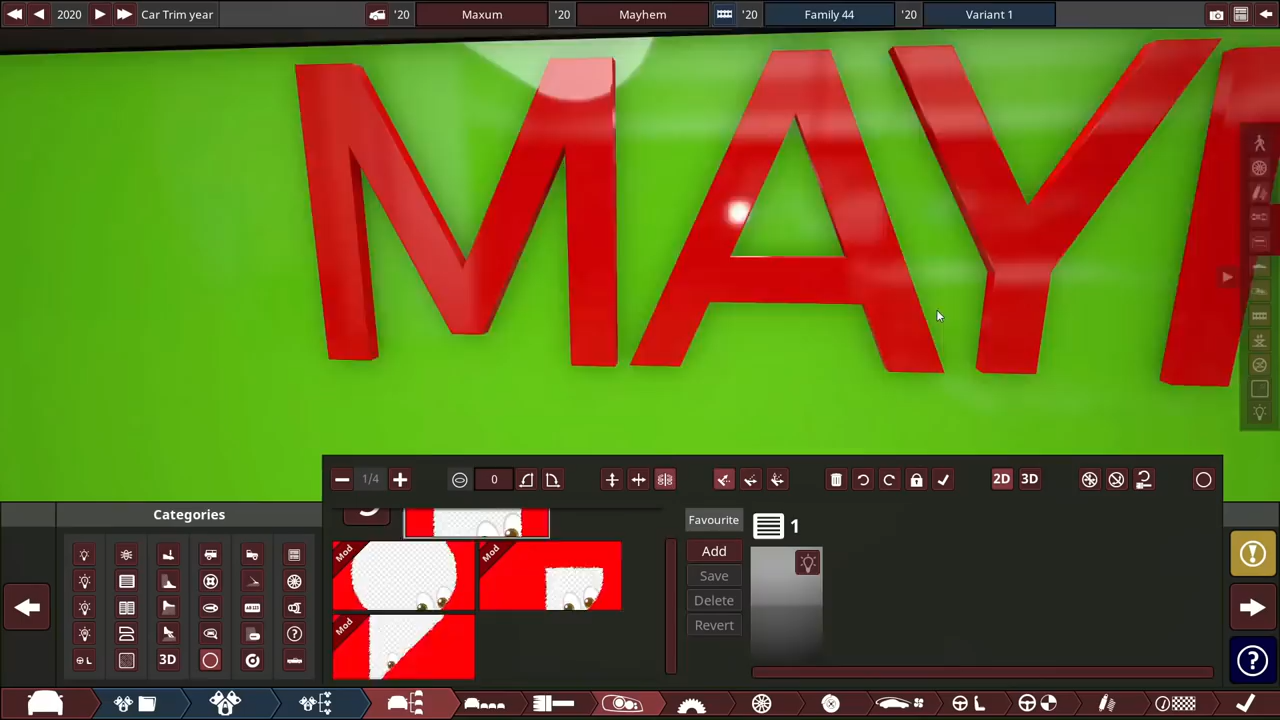 2020 Car Trim year '20 Maxum '20 Mayhem '20 Family 44 '20 Variant 1
MAY
1/4 0 2D 3D
Categories
Favourite 1
Add
Save
Delete
Revert
Mod Mod
Mod
3D
L